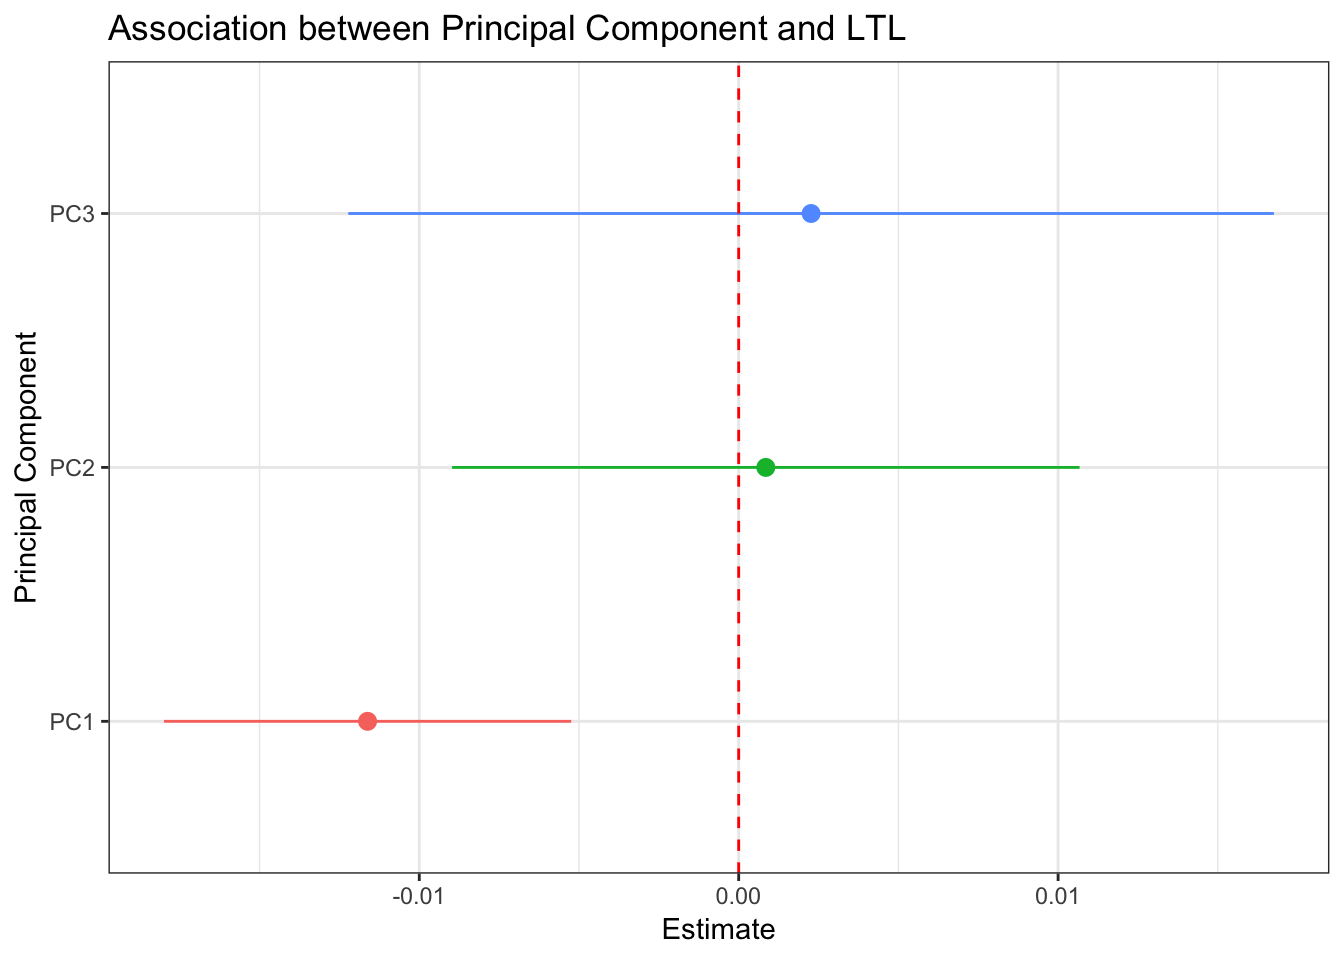 Association between Principal Component and LTL
PC3
PC2
PC1
Principal Component
-0.01
0.00
0.01
Estimate